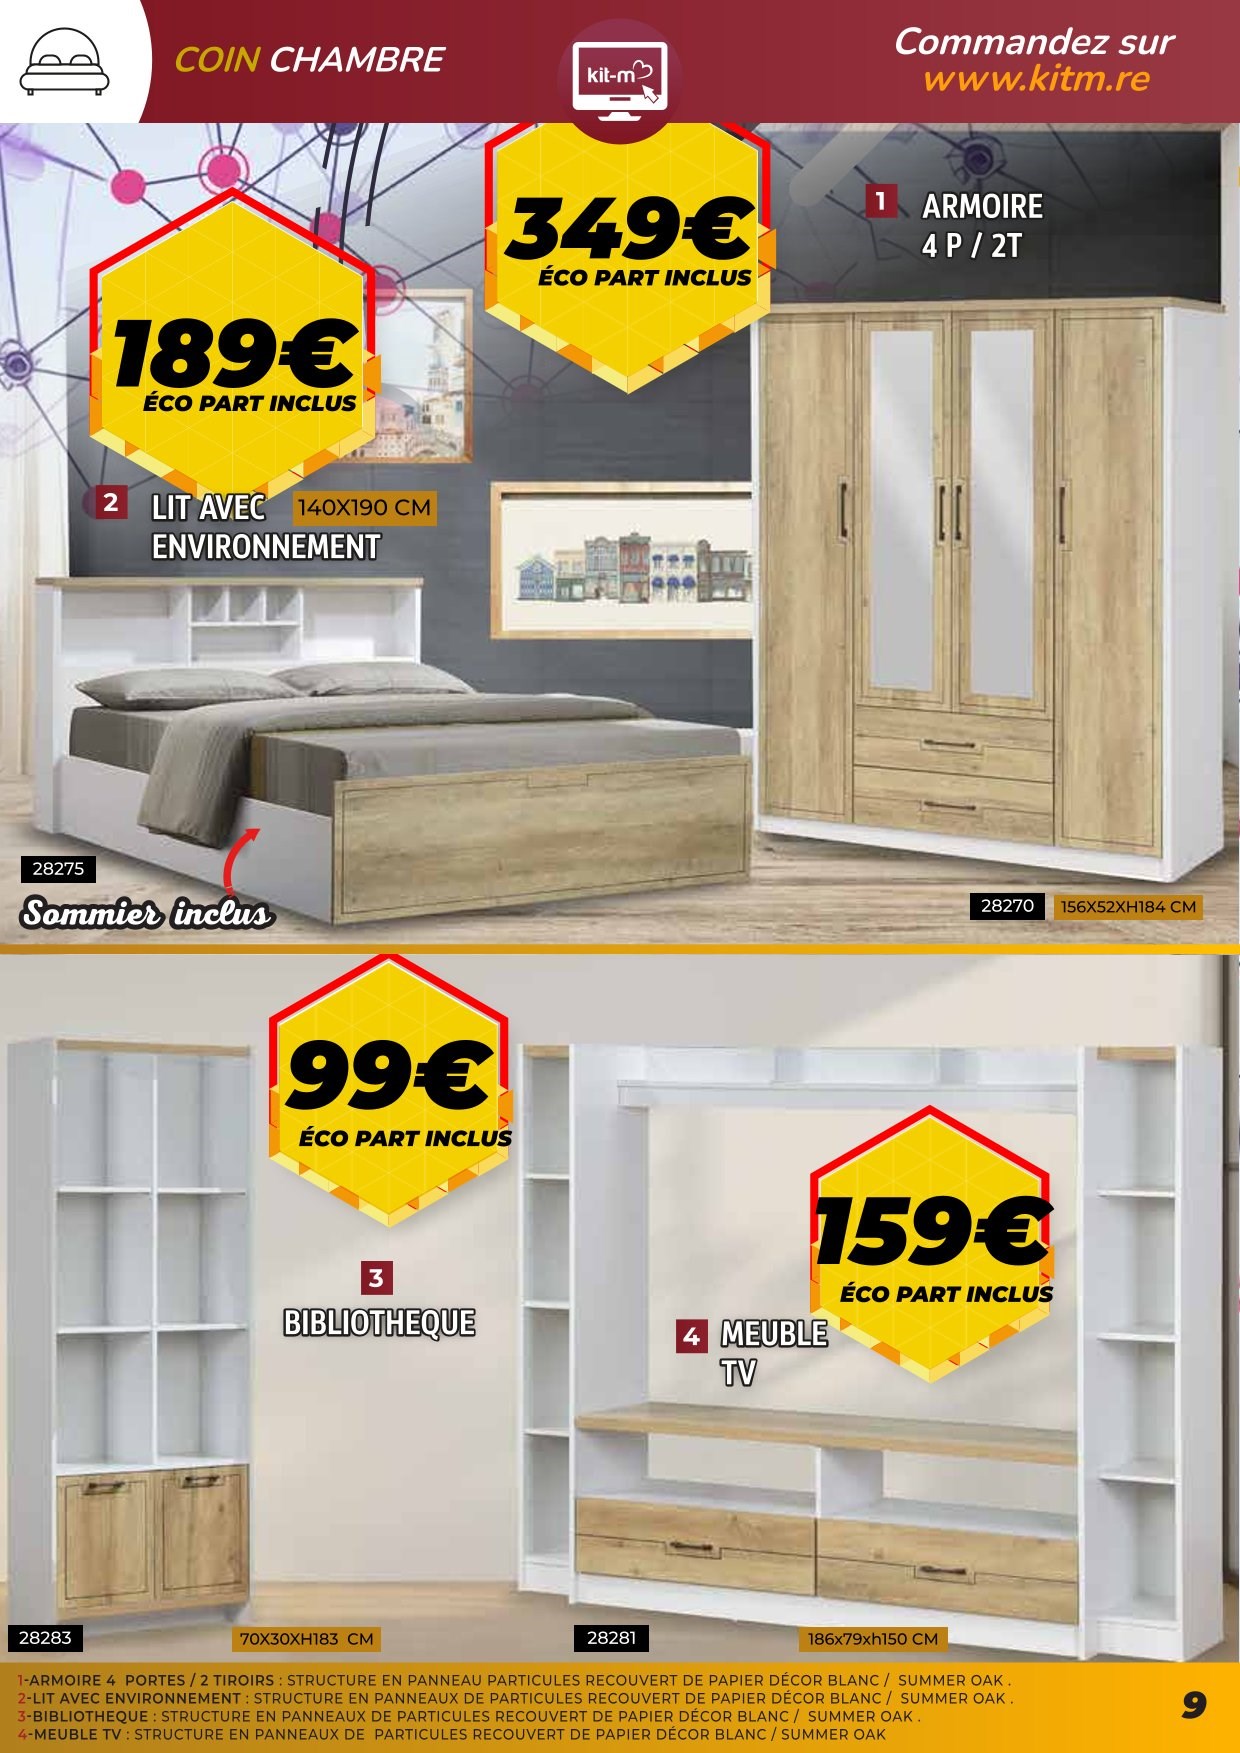 COIN CHAMBRE
kit-m
Commandez sur
www.kitm.re
349€
ÉCO PART INCLUS
1 ARMOIRE
4 P / 2T
189€
ÉCO PART INCLUS
2 LIT AVEC 140X190 CM
ENVIRONNEMENT
28275
Sommier inclus
28270 156X52XH184 CM
99€
ÉCO PART INCLUS
159€
ÉCO PART INCLUS
3
BIBLIOTHEQUE
4 MEUBLE
TV
28283 70X30XH183 CM
28281 186x79xh150 CM
1-ARMOIRE 4 PORTES / 2 TIROIRS : STRUCTURE EN PANNEAU PARTICULES RECOUVERT DE PAPIER DÉCOR BLANC / SUMMER OAK .
2-LIT AVEC ENVIRONNEMENT : STRUCTURE EN PANNEAUX DE PARTICULES RECOUVERT DE PAPIER DÉCOR BLANC / SUMMER OAK .
3-BIBLIOTHEQUE : STRUCTURE EN PANNEAUX DE PARTICULES RECOUVERT DE PAPIER DÉCOR BLANC / SUMMER OAK .
4-MEUBLE TV : STRUCTURE EN PANNEAUX DE PARTICULES RECOUVERT DE PAPIER DÉCOR BLANC / SUMMER OAK
9